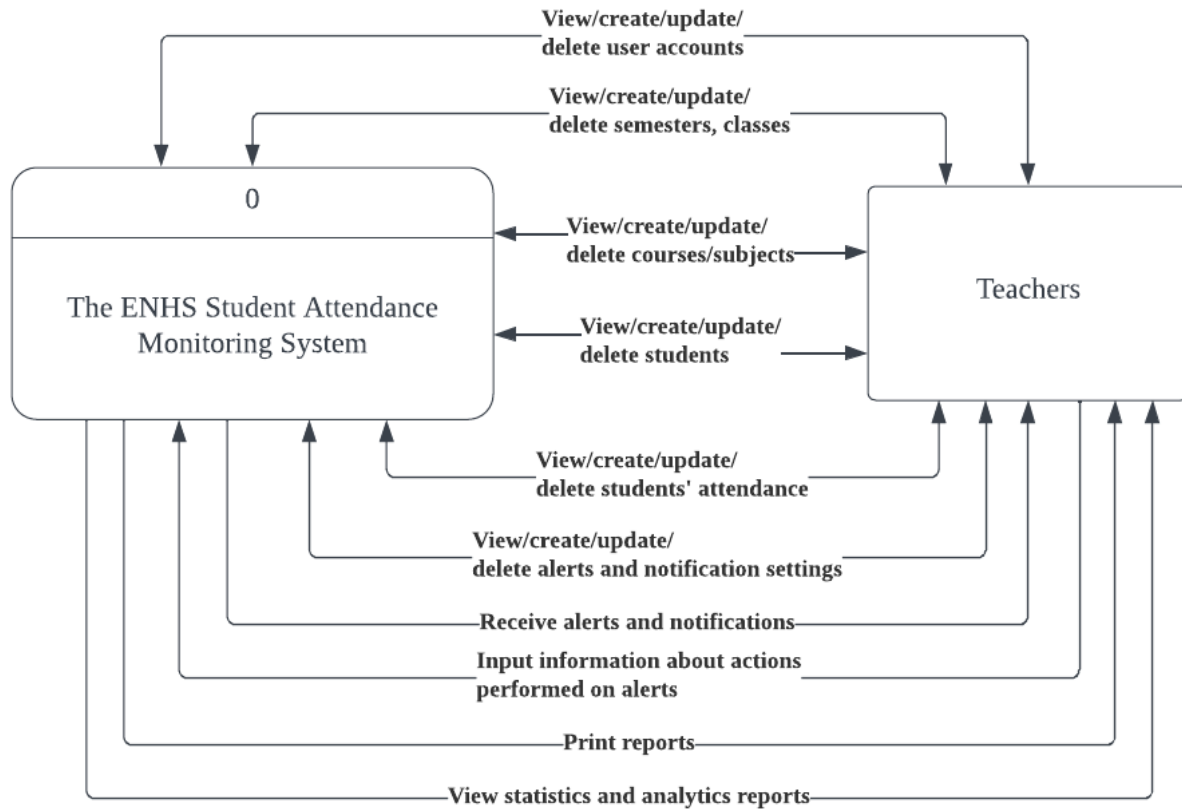 View/create/update/
delete user accounts
View/create/update/
delete semesters, classes
0
The ENHS Student Attendance
Monitoring System
View/create/update/
delete courses/subjects
View/create/update/
delete students
Teachers
View/create/update/
delete students' attendance
View/create/update/
delete alerts and notification settings
Receive alerts and notifications
Input information about actions
performed on alerts
Print reports
View statistics and analytics reports